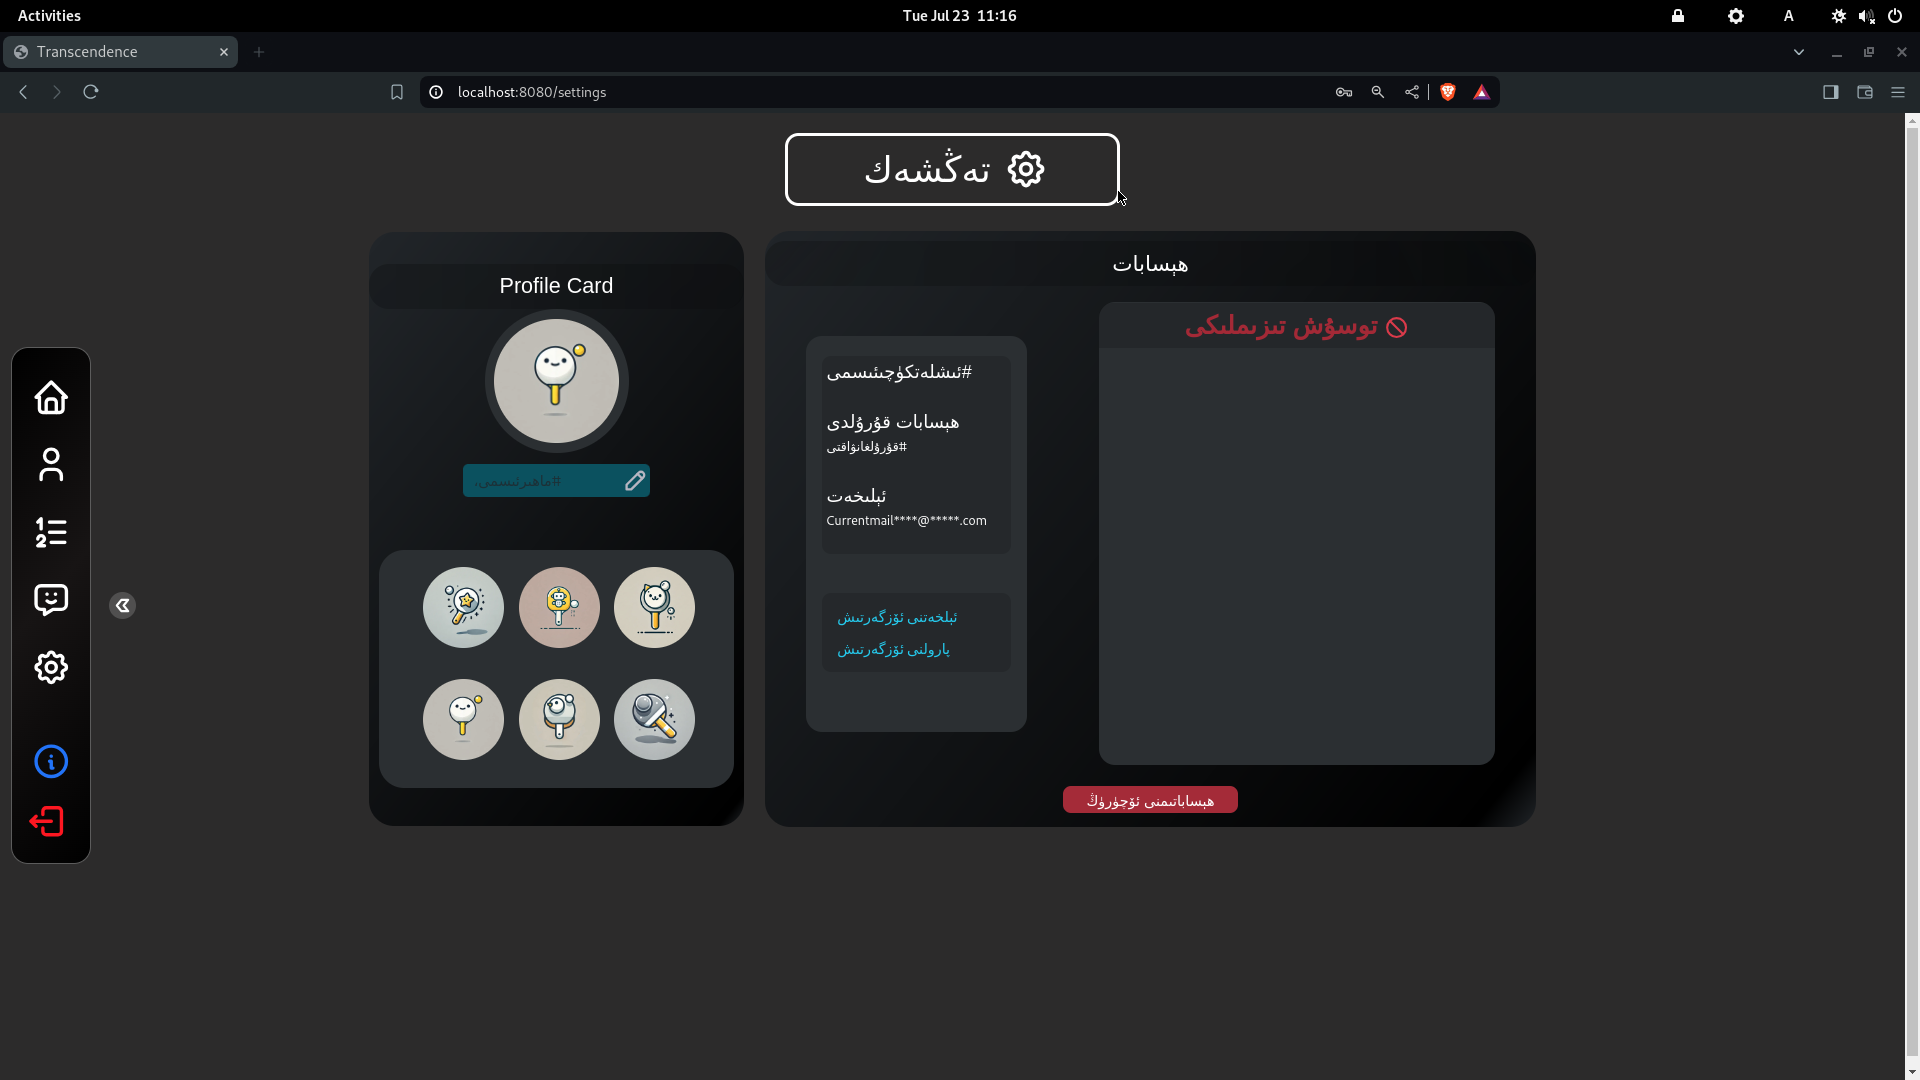 Activities
Tue Jul 23 11:16
A
Transcendence
localhost:8080/settings
تەڭشەك
Profile Card
#ماھىرئىسمى،
ھېسابات
#ئىشلەتكۈچىئىسمى
ھېسابات قۇرۇلدى
#قۇرۇلغانۋاقتى
ئېلىخەت
Currentmail****@*****.com
ئېلخەتنى ئۆزگەرتىش
پارولنى ئۆزگەرتىش
توسۇش تىزىملىكى
ھېساباتىمنى ئۆچۈرۈڭ